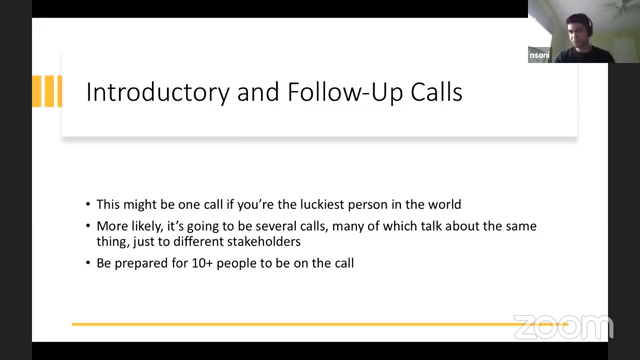 nsoni
Introductory and Follow-Up Calls
• This might be one call if you’re the luckiest person in the world
• More likely, it’s going to be several calls, many of which talk about the same
thing, just to different stakeholders
• Be prepared for 10+ people to be on the call
zoom